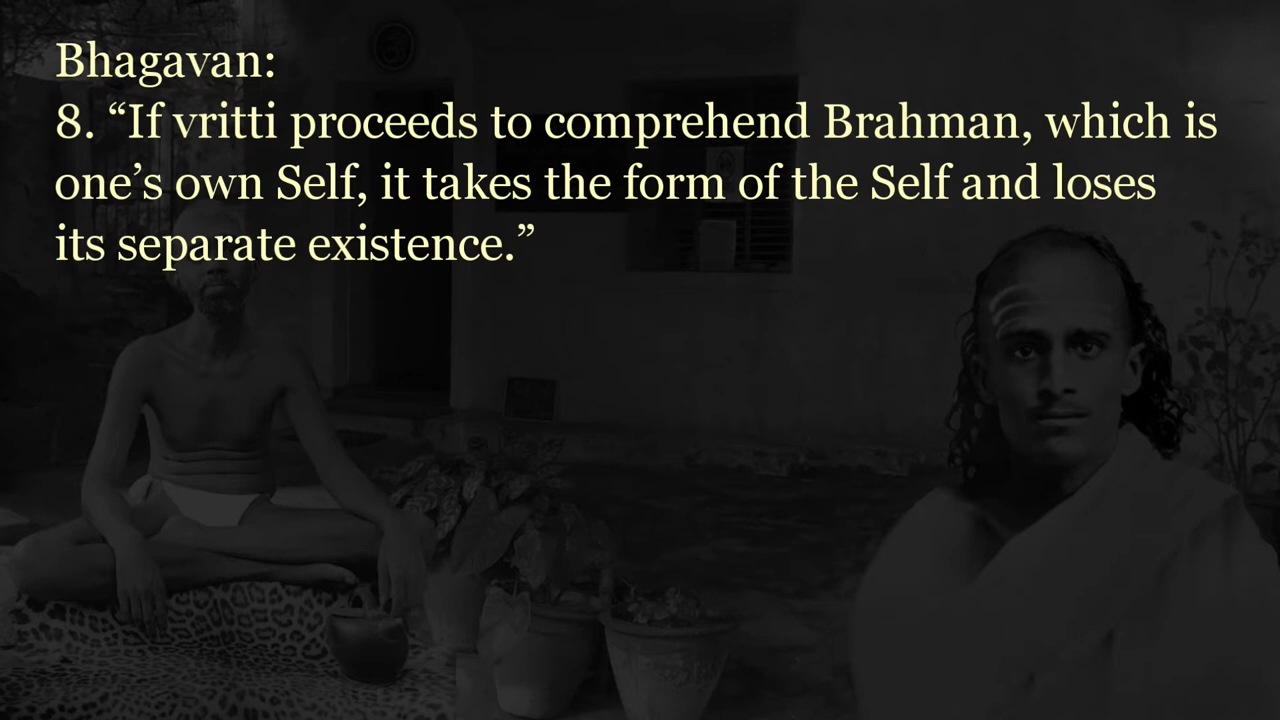 Bhagavan:
8. “If vritti proceeds to comprehend Brahman, which is
one’s own Self, it takes the form of the Self and loses
its separate existence.”